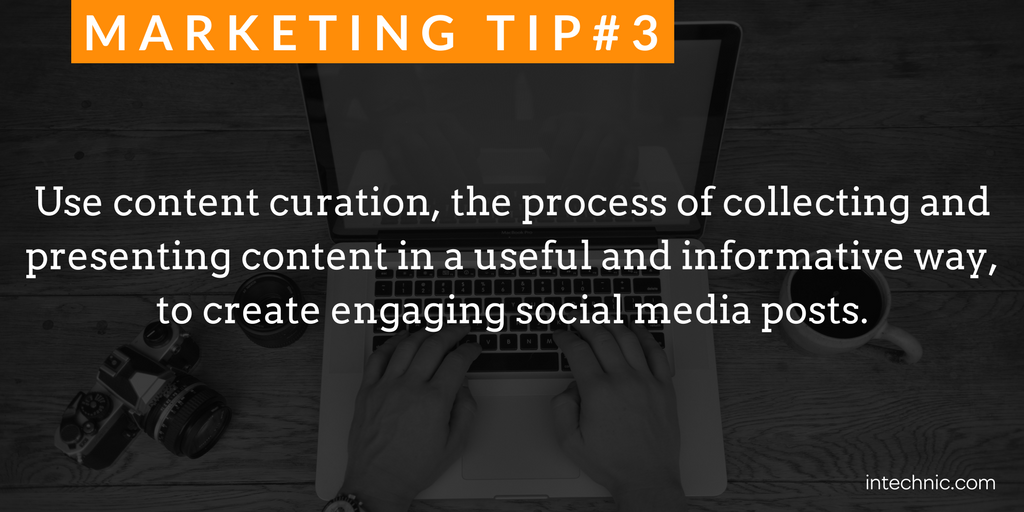 MARKETING TIP#3
Use content curation, the process of collecting and
presenting content in a useful and informative way,
to create engaging social media posts.
intechnic.com